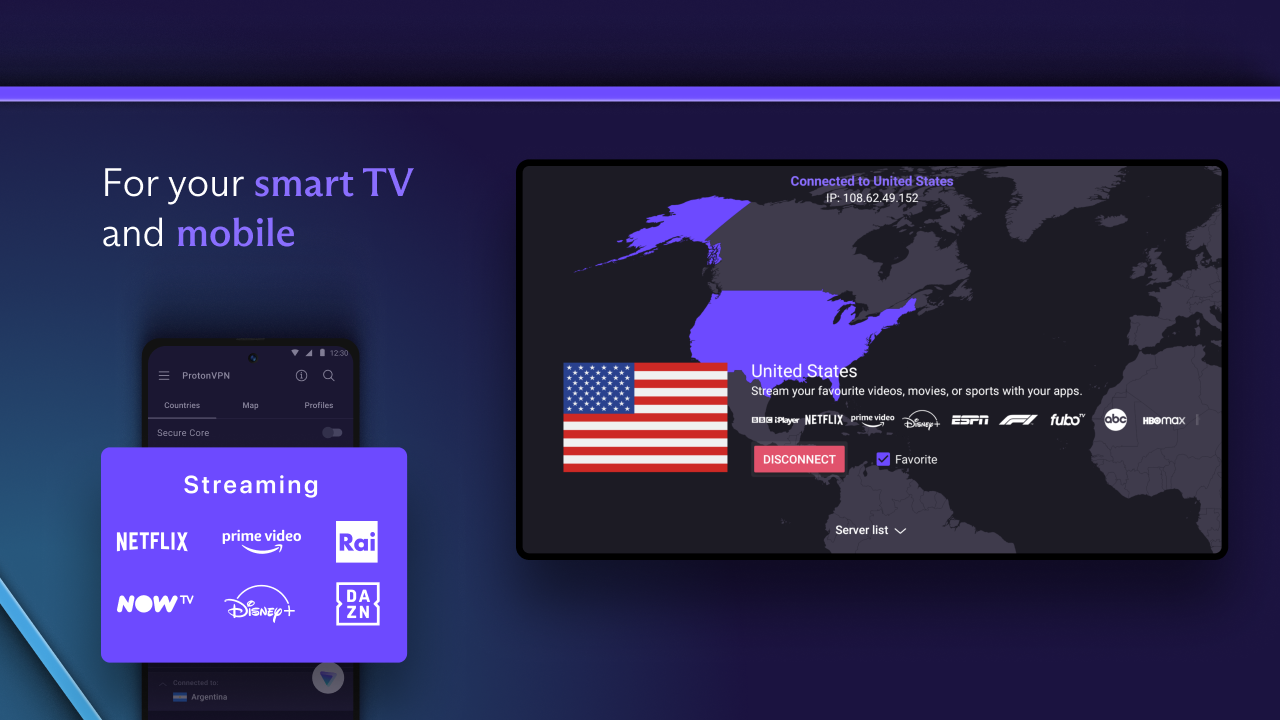 For your smart TV
and mobile
12:30
ProtonVPN
Countries Map Profiles
Secure Core
Streaming
NETFLIX prime video Rai
NOW TV Disney+ DAZN
Connected to:
Argentina
Connected to United States
IP: 108.62.49.152
United States
Stream your favourite videos, movies, or sports with your apps.
BBC iPlayer NETFLIX prime video Disney+ ESPN F1 fubo TV abc HBOmax
DISCONNECT Favorite
Server list